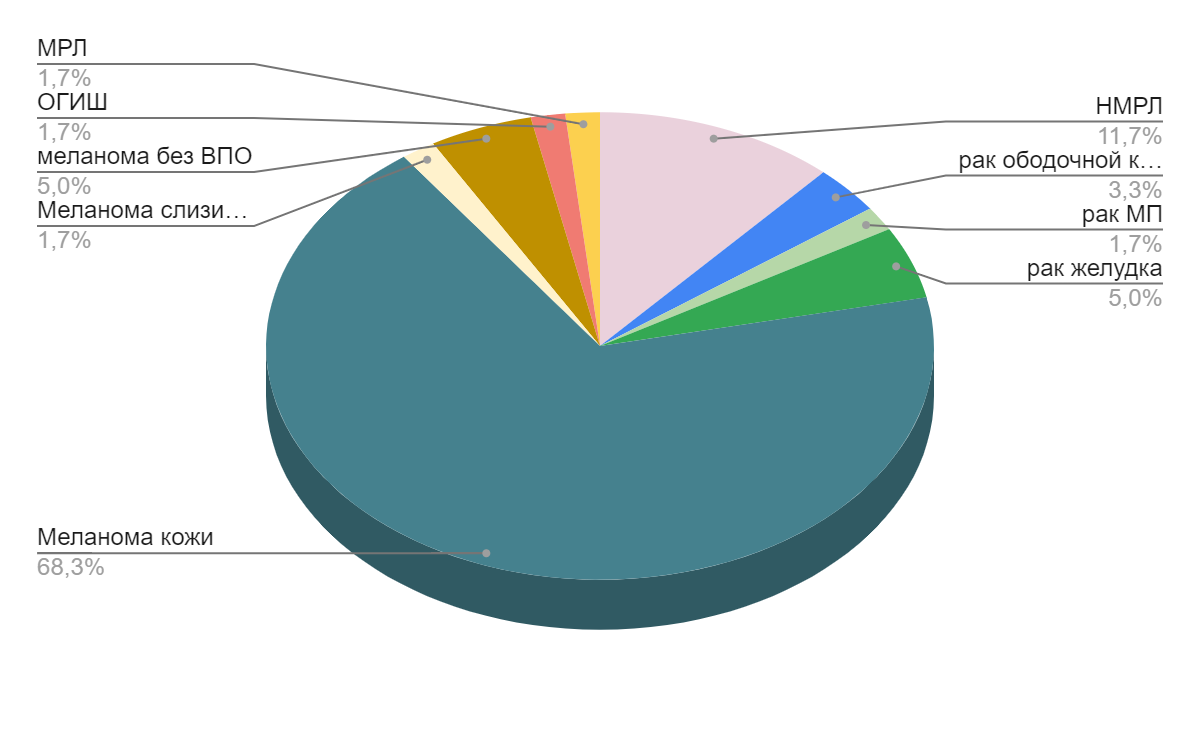 МРЛ
1,7%
ОГИШ
1,7%
меланома без ВПО
5,0%
Меланома слизи…
1,7%
Меланома кожи
68,3%
НМРЛ
11,7%
рак ободочной к…
3,3%
рак МП
1,7%
рак желудка
5,0%